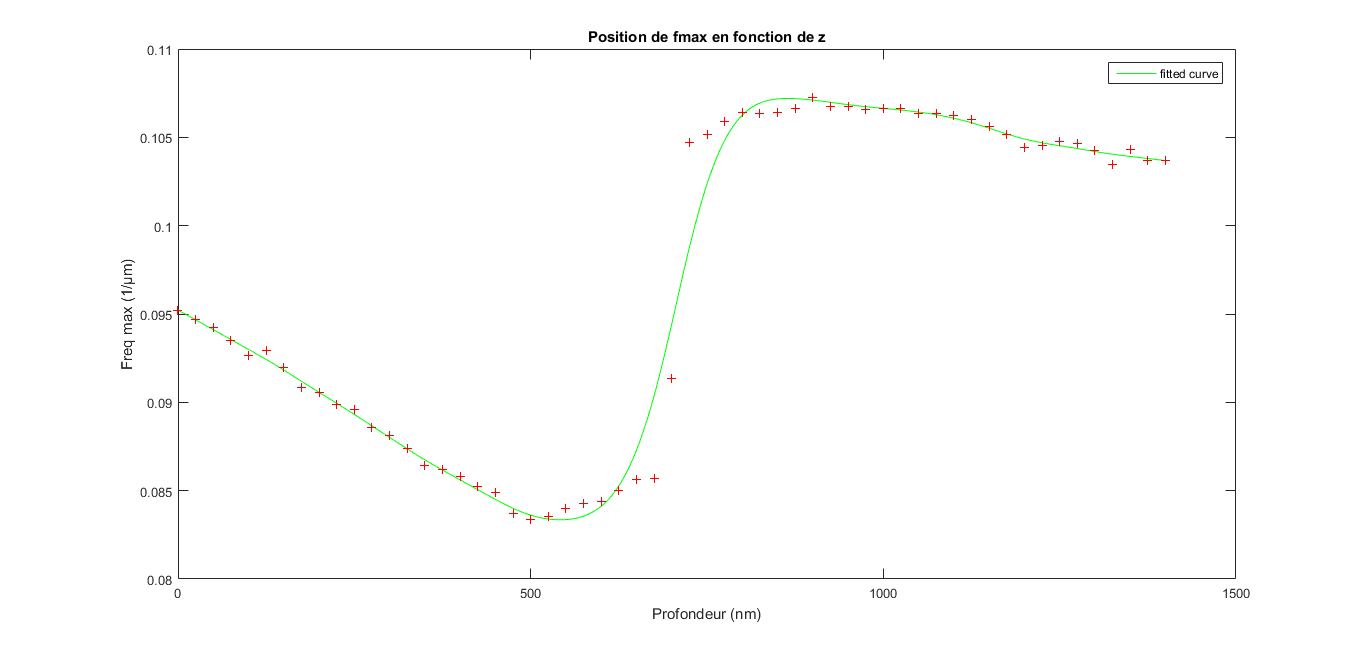 Position de fmax en fonction de z
fitted curve
0.11
0.105
0.1
0.095
0.09
0.085
0.08
Freq max (1/µm)
0
500
1000
1500
Profondeur (nm)